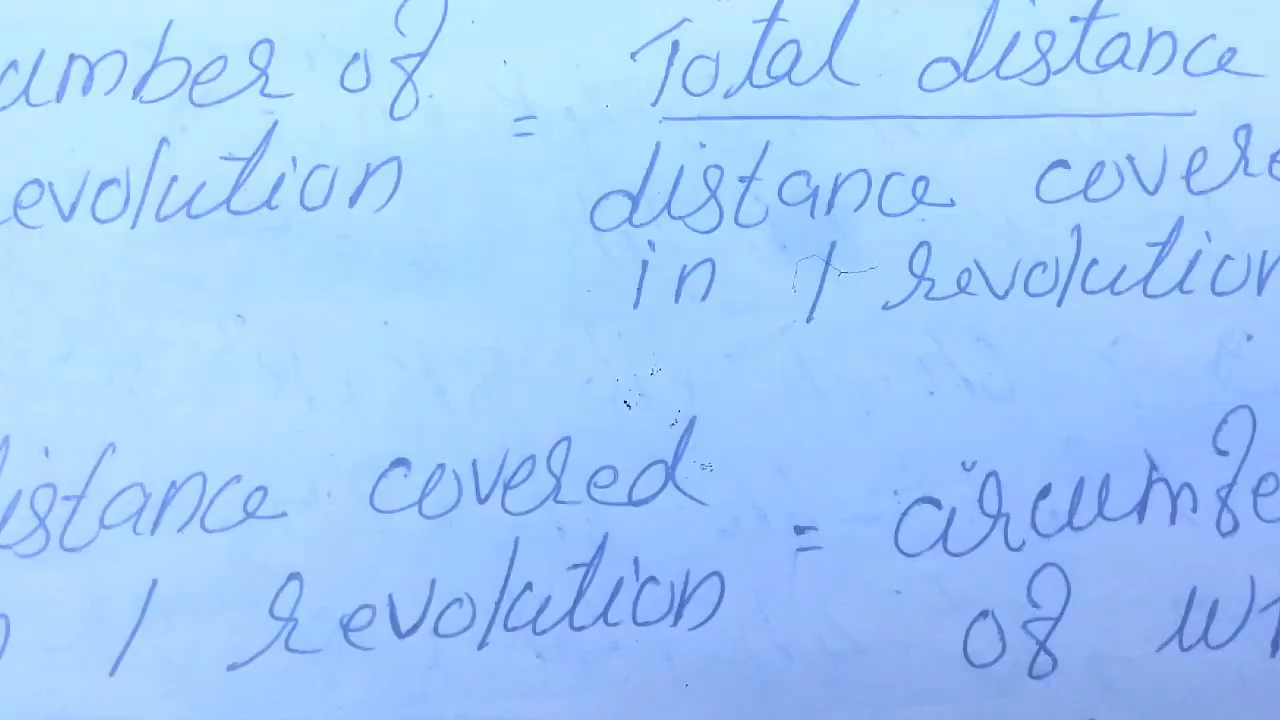 umber of = Total distance
evolution distance covere
in 1 revolution
istance covered = circumfe
1 revolution of w